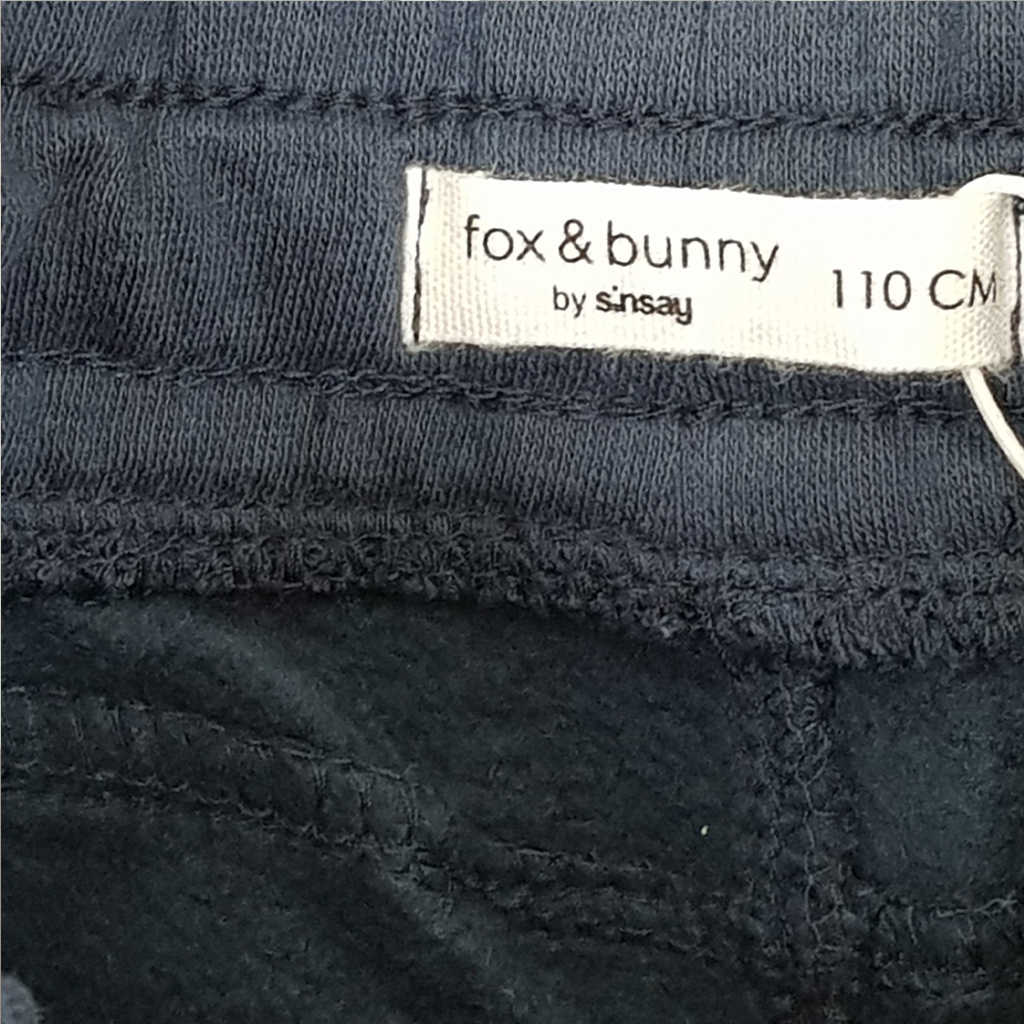 fox & bunny
by sinsay
110 CM